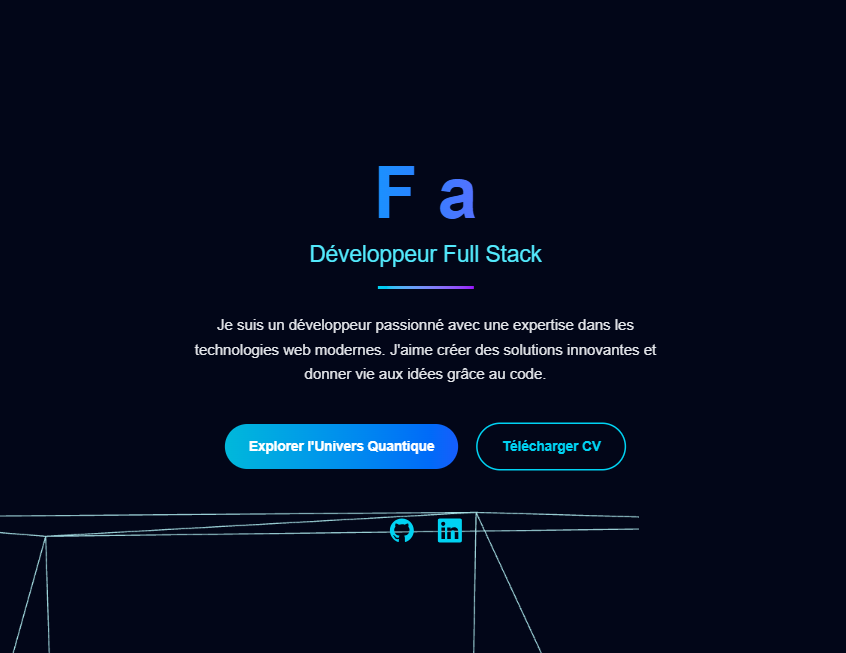 F a
Développeur Full Stack
Je suis un développeur passionné avec une expertise dans les
technologies web modernes. J'aime créer des solutions innovantes et
donner vie aux idées grâce au code.
Explorer l'Univers Quantique
Télécharger CV
in